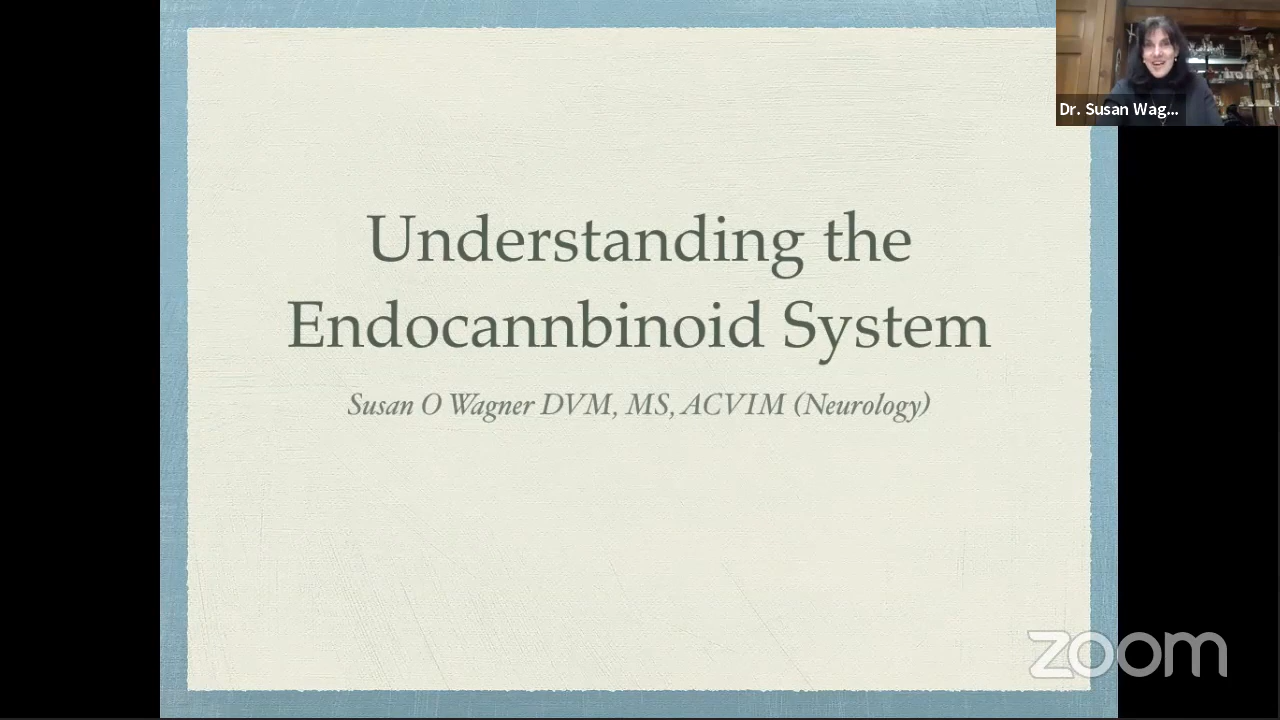 Dr. Susan Wag...
Understanding the
Endocannbinoid System
Susan O Wagner DVM, MS, ACVIM (Neurology)
zoom